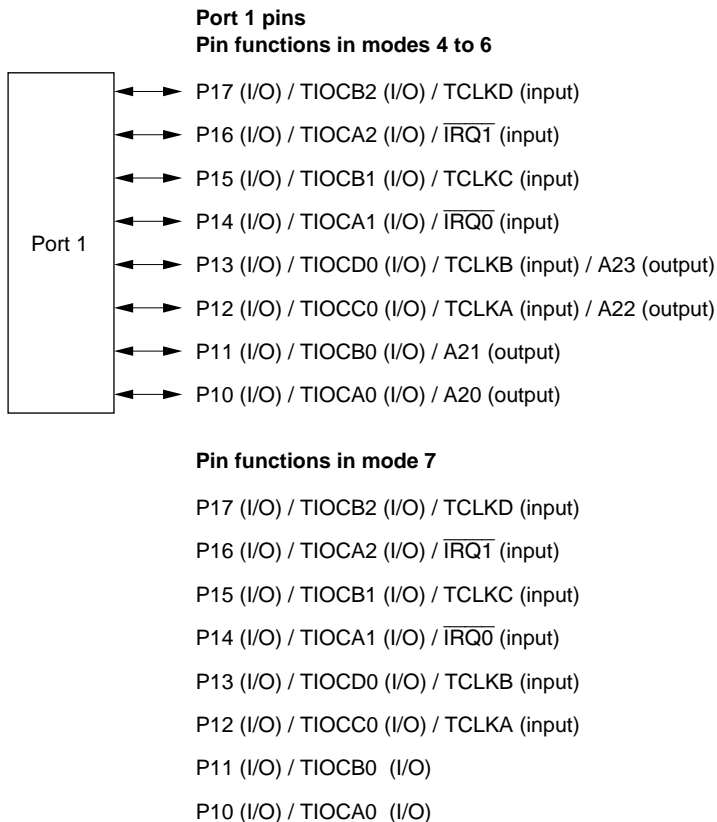 Port 1 pins
Pin functions in modes 4 to 6
P17 (I/O) / TIOCB2 (I/O) / TCLKD (input)
P16 (I/O) / TIOCA2 (I/O) / I̅R̅Q̅1̅ (input)
P15 (I/O) / TIOCB1 (I/O) / TCLKC (input)
P14 (I/O) / TIOCA1 (I/O) / I̅R̅Q̅0̅ (input)
Port 1
P13 (I/O) / TIOCD0 (I/O) / TCLKB (input) / A23 (output)
P12 (I/O) / TIOCC0 (I/O) / TCLKA (input) / A22 (output)
P11 (I/O) / TIOCB0 (I/O) / A21 (output)
P10 (I/O) / TIOCA0 (I/O) / A20 (output)
Pin functions in mode 7
P17 (I/O) / TIOCB2 (I/O) / TCLKD (input)
P16 (I/O) / TIOCA2 (I/O) / I̅R̅Q̅1̅ (input)
P15 (I/O) / TIOCB1 (I/O) / TCLKC (input)
P14 (I/O) / TIOCA1 (I/O) / I̅R̅Q̅0̅ (input)
P13 (I/O) / TIOCD0 (I/O) / TCLKB (input)
P12 (I/O) / TIOCC0 (I/O) / TCLKA (input)
P11 (I/O) / TIOCB0 (I/O)
P10 (I/O) / TIOCA0 (I/O)